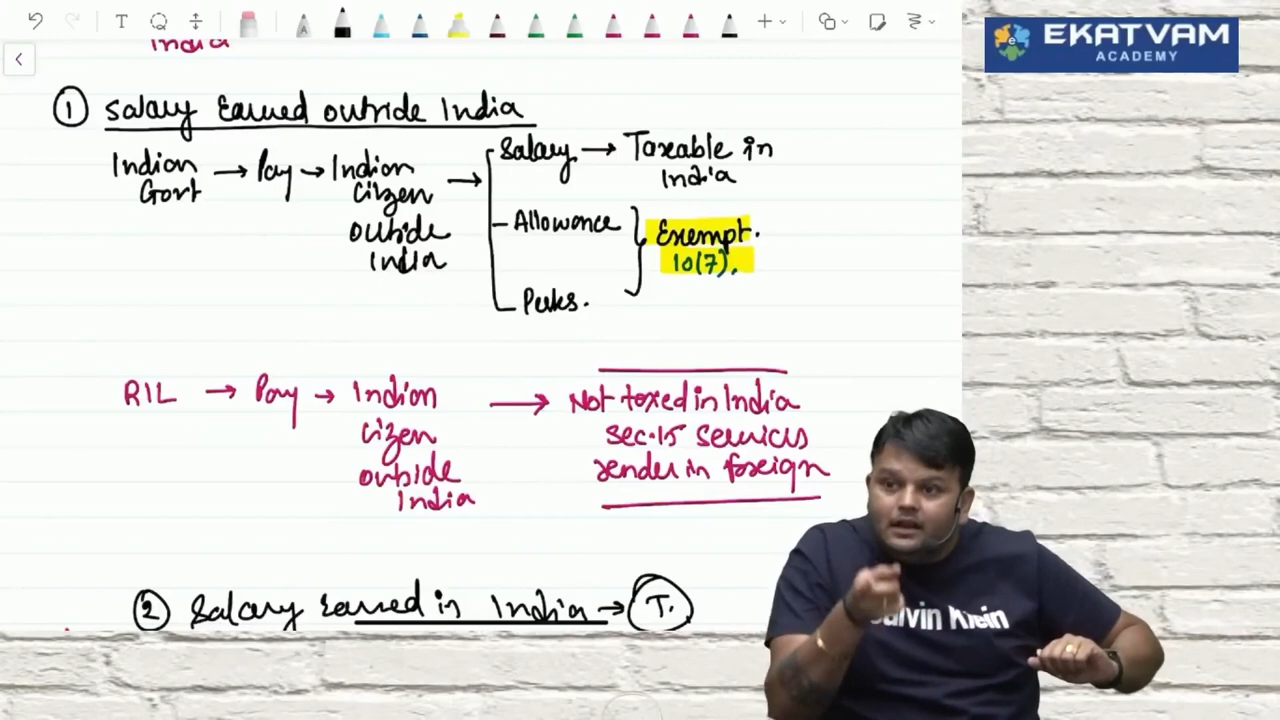 India
EKATVAM
ACADEMY
① Salary Earned outside India
Indian Govt → Pay → Indian Citizen outside India →
Salary → Taxable in India
Allowance
Perks.
Exempt.
10(7).
RIL → Pay → Indian Cizen outside India → Not taxed in India
sec.15 services
render in foreign
② Salary Earned in India → T.
Calvin Klein